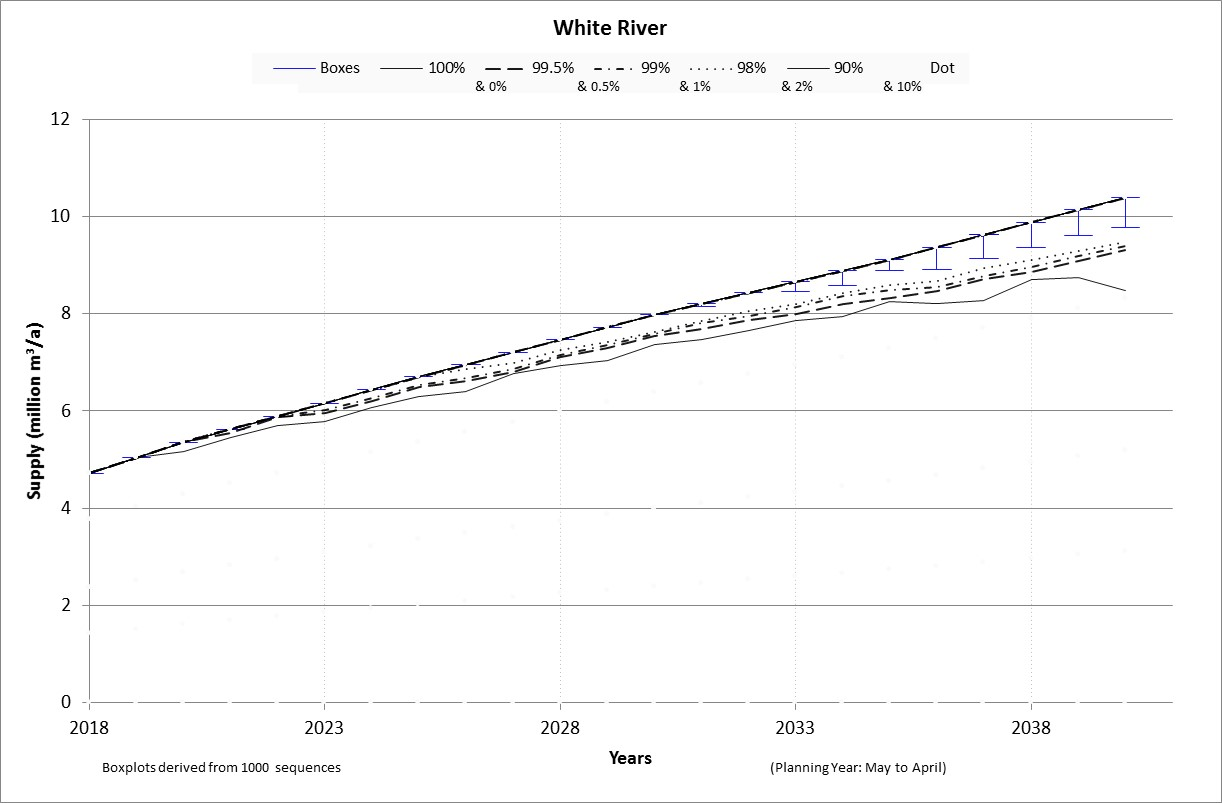 White River
Boxes 100% 99.5% 99% 98% 90% Dot
& 0% & 0.5% & 1% & 2% & 10%
12
10
8
6
4
2
0
Supply (million m³/a)
2018 2023 2028 2033 2038
Years
Boxplots derived from 1000 sequences (Planning Year: May to April)